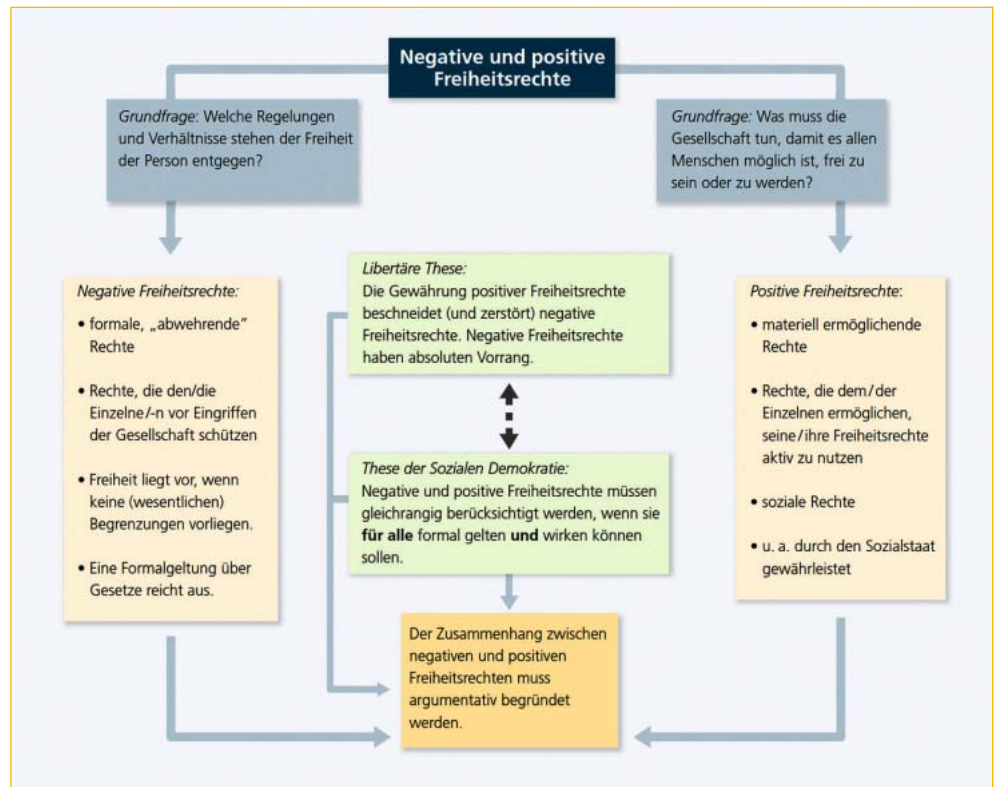 Negative und positive
Freiheitsrechte
Grundfrage: Welche Regelungen
und Verhältnisse stehen der Freiheit
der Person entgegen?
Grundfrage: Was muss die
Gesellschaft tun, damit es allen
Menschen möglich ist, frei zu
sein oder zu werden?
Negative Freiheitsrechte:
• formale, „abwehrende"
Rechte
• Rechte, die den/die
Einzelne/-n vor Eingriffen
der Gesellschaft schützen
• Freiheit liegt vor, wenn
keine (wesentlichen)
Begrenzungen vorliegen.
• Eine Formalgeltung über
Gesetze reicht aus.
Libertäre These:
Die Gewährung positiver Freiheitsrechte
beschneidet (und zerstört) negative
Freiheitsrechte. Negative Freiheitsrechte
haben absoluten Vorrang.
These der Sozialen Demokratie:
Negative und positive Freiheitsrechte müssen
gleichrangig berücksichtigt werden, wenn sie
für alle formal gelten und wirken können
sollen.
Der Zusammenhang zwischen
negativen und positiven
Freiheitsrechten muss
argumentativ begründet
werden.
Positive Freiheitsrechte:
• materiell ermöglichende
Rechte
• Rechte, die dem/der
Einzelnen ermöglichen,
seine/ihre Freiheitsrechte
aktiv zu nutzen
• soziale Rechte
• u. a. durch den Sozialstaat
gewährleistet